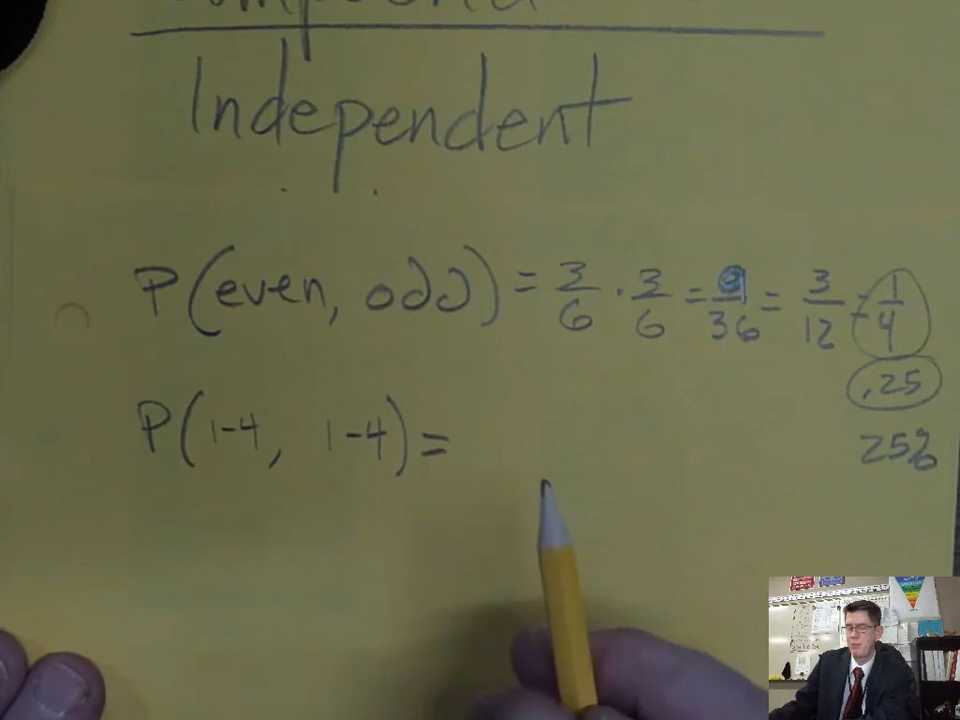 Compound
Independent
P(even, odd) = 3/6 · 3/6 = 9/36 = 3/12 = 1/4
.25
P(1-4, 1-4) =
25%